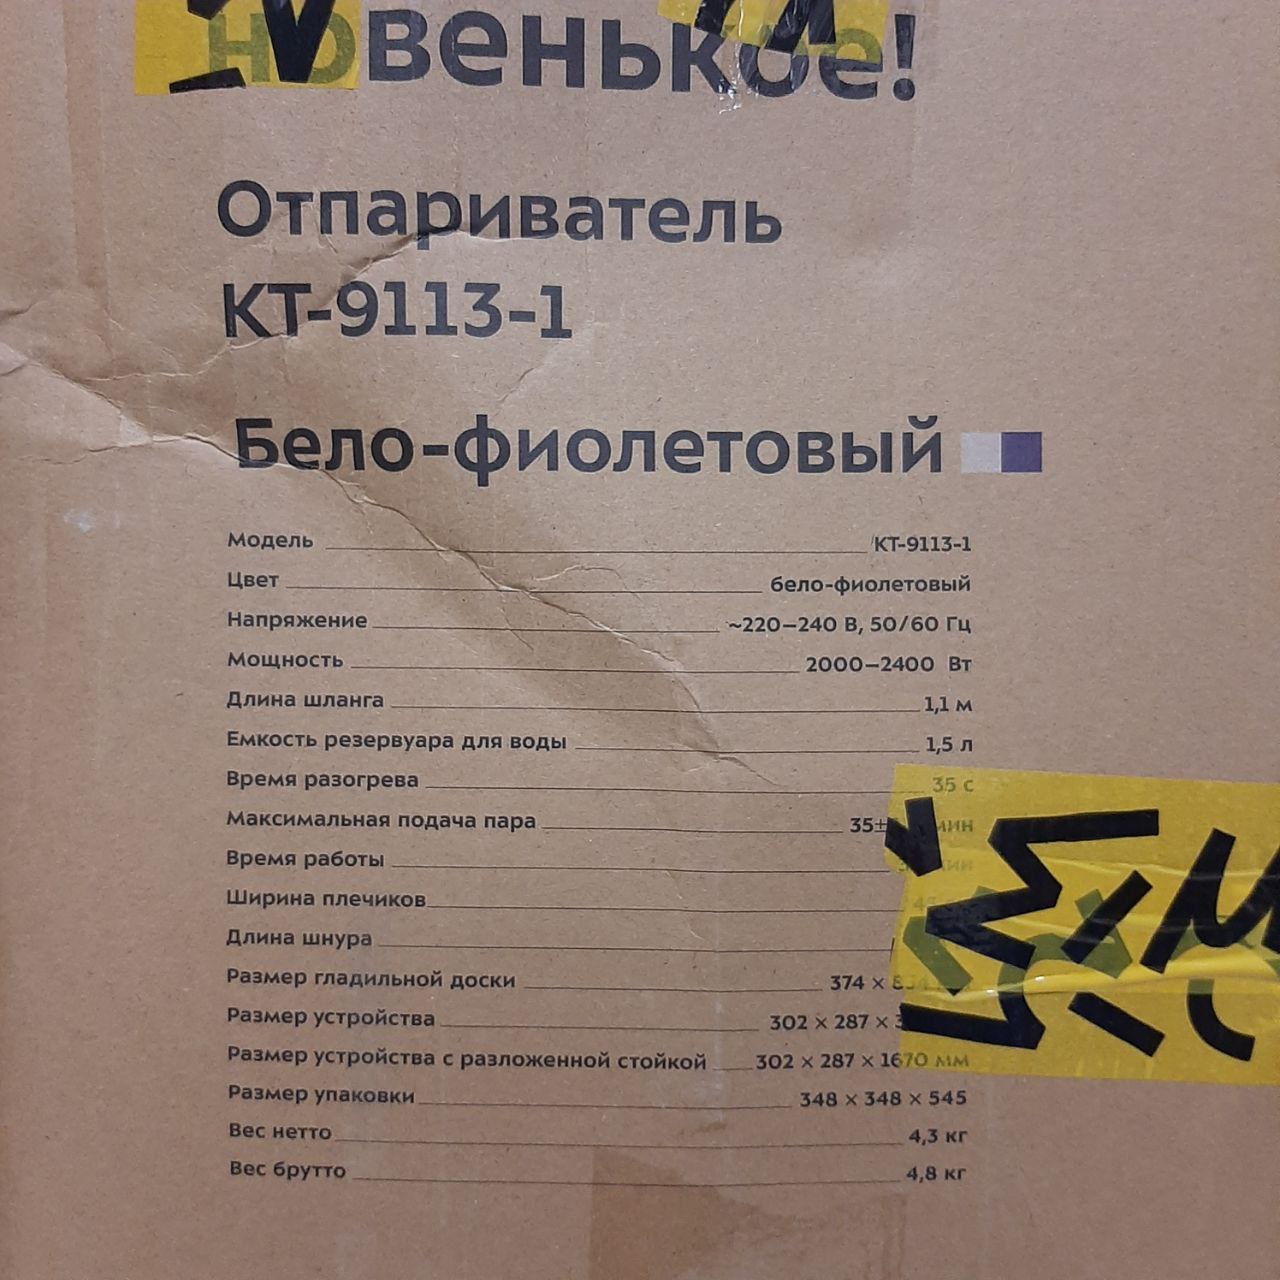 новенькое!
Отпариватель
КТ-9113-1
Бело-фиолетовый
Модель КТ-9113-1
Цвет бело-фиолетовый
Напряжение ~220–240 В, 50/60 Гц
Мощность 2000–2400 Вт
Длина шланга 1,1 м
Емкость резервуара для воды 1,5 л
Время разогрева 35 с
Максимальная подача пара
Время работы
Ширина плечиков
Длина шнура
Размер гладильной доски 374 ×
Размер устройства 302 × 287 ×
Размер устройства с разложенной стойкой 302 × 287 × 1670 мм
Размер упаковки 348 × 348 × 545
Вес нетто 4,3 кг
Вес брутто 4,8 кг